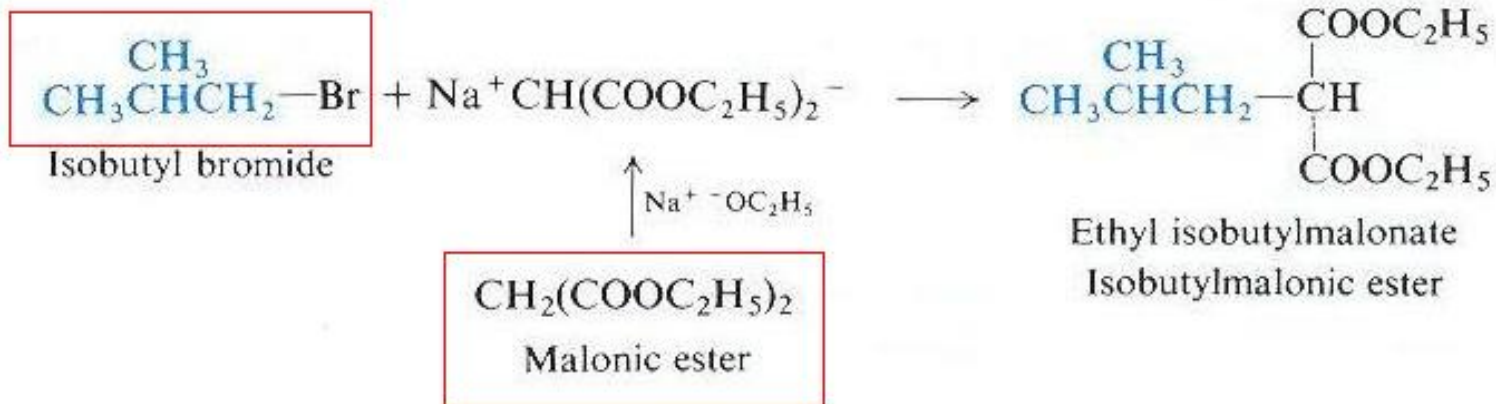 COOC₂H₅
CH₃ CH₃
CH₃CHCH₂—Br + Na⁺CH(COOC₂H₅)₂⁻ ⟶ CH₃CHCH₂—CH
COOC₂H₅
Isobutyl bromide
↑ Na⁺ ⁻OC₂H₅
Ethyl isobutylmalonate
CH₂(COOC₂H₅)₂
Isobutylmalonic ester
Malonic ester